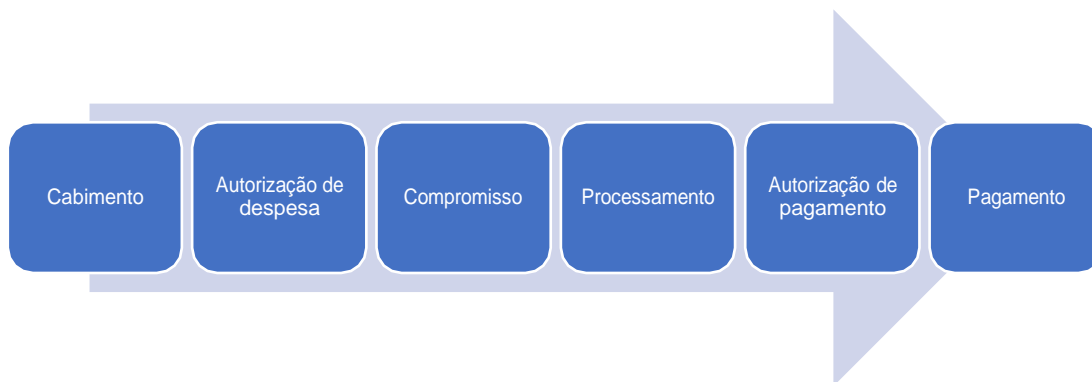 Cabimento
Autorização de
despesa
Compromisso
Processamento
Autorização de
pagamento
Pagamento